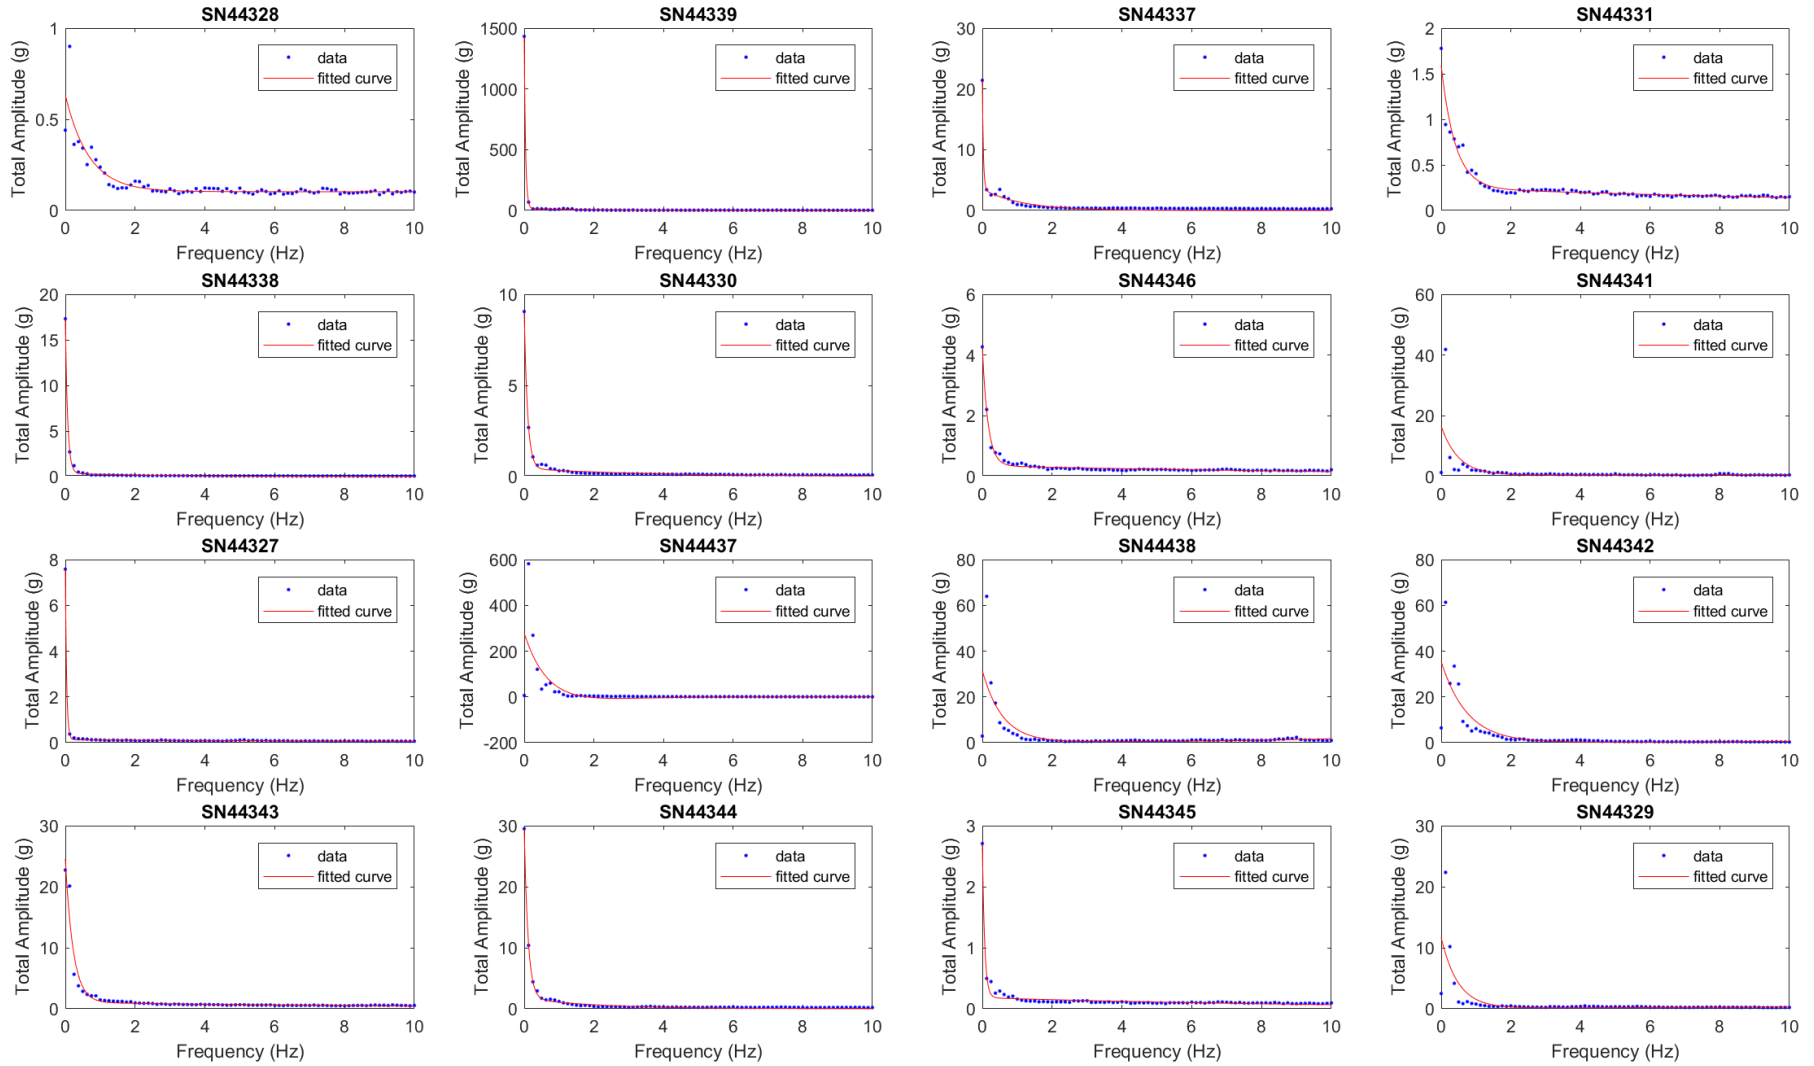 SN44328
1
0.5
0
Total Amplitude (g)
data
fitted curve
0 2 4 6 8 10
Frequency (Hz)
SN44339
1500
1000
500
0
Total Amplitude (g)
data
fitted curve
0 2 4 6 8 10
Frequency (Hz)
SN44337
30
20
10
0
Total Amplitude (g)
data
fitted curve
0 2 4 6 8 10
Frequency (Hz)
SN44331
2
1.5
1
0.5
0
Total Amplitude (g)
data
fitted curve
0 2 4 6 8 10
Frequency (Hz)
SN44338
20
15
10
5
0
Total Amplitude (g)
data
fitted curve
0 2 4 6 8 10
Frequency (Hz)
SN44330
10
5
0
Total Amplitude (g)
data
fitted curve
0 2 4 6 8 10
Frequency (Hz)
SN44346
6
4
2
0
Total Amplitude (g)
data
fitted curve
0 2 4 6 8 10
Frequency (Hz)
SN44341
60
40
20
0
Total Amplitude (g)
data
fitted curve
0 2 4 6 8 10
Frequency (Hz)
SN44327
8
6
4
2
0
Total Amplitude (g)
data
fitted curve
0 2 4 6 8 10
Frequency (Hz)
SN44437
600
400
200
0
-200
Total Amplitude (g)
data
fitted curve
0 2 4 6 8 10
Frequency (Hz)
SN44438
80
60
40
20
0
Total Amplitude (g)
data
fitted curve
0 2 4 6 8 10
Frequency (Hz)
SN44342
80
60
40
20
0
Total Amplitude (g)
data
fitted curve
0 2 4 6 8 10
Frequency (Hz)
SN44343
30
20
10
0
Total Amplitude (g)
data
fitted curve
0 2 4 6 8 10
Frequency (Hz)
SN44344
30
20
10
0
Total Amplitude (g)
data
fitted curve
0 2 4 6 8 10
Frequency (Hz)
SN44345
3
2
1
0
Total Amplitude (g)
data
fitted curve
0 2 4 6 8 10
Frequency (Hz)
SN44329
30
20
10
0
Total Amplitude (g)
data
fitted curve
0 2 4 6 8 10
Frequency (Hz)